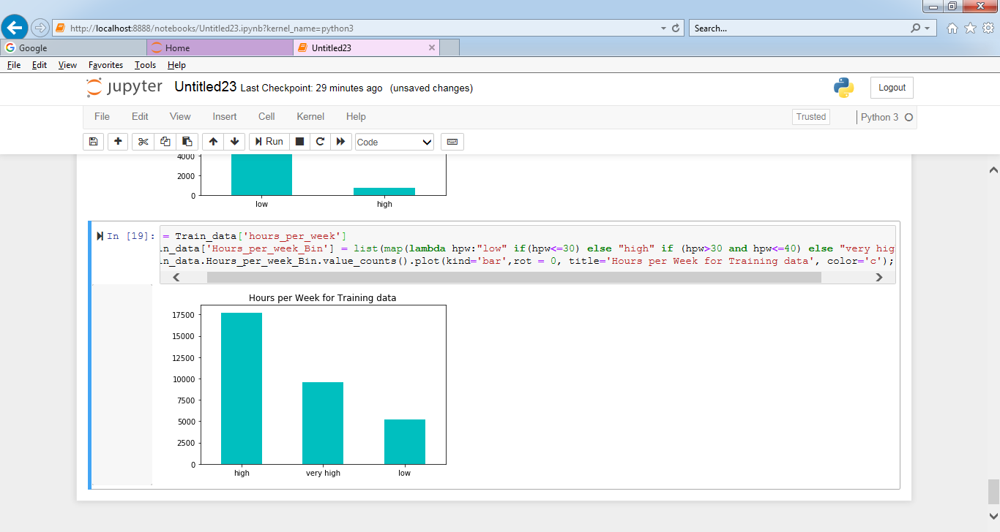 http://localhost:8888/notebooks/Untitled23.ipynb?kernel_name=python3
Search...
Google
Home
Untitled23
File Edit View Favorites Tools Help
jupyter Untitled23 Last Checkpoint: 29 minutes ago (unsaved changes)
Logout
File Edit View Insert Cell Kernel Help
Trusted
Python 3
Run
Code
4000
2000
0
low high
In [19]: = Train_data['hours_per_week']
in_data['Hours_per_week_Bin'] = list(map(lambda hpw:"low" if(hpw<=30) else "high" if (hpw>30 and hpw<=40) else "very hig
in_data.Hours_per_week_Bin.value_counts().plot(kind='bar',rot = 0, title='Hours per Week for Training data', color='c');
Hours per Week for Training data
17500
15000
12500
10000
7500
5000
2500
0
high very high low